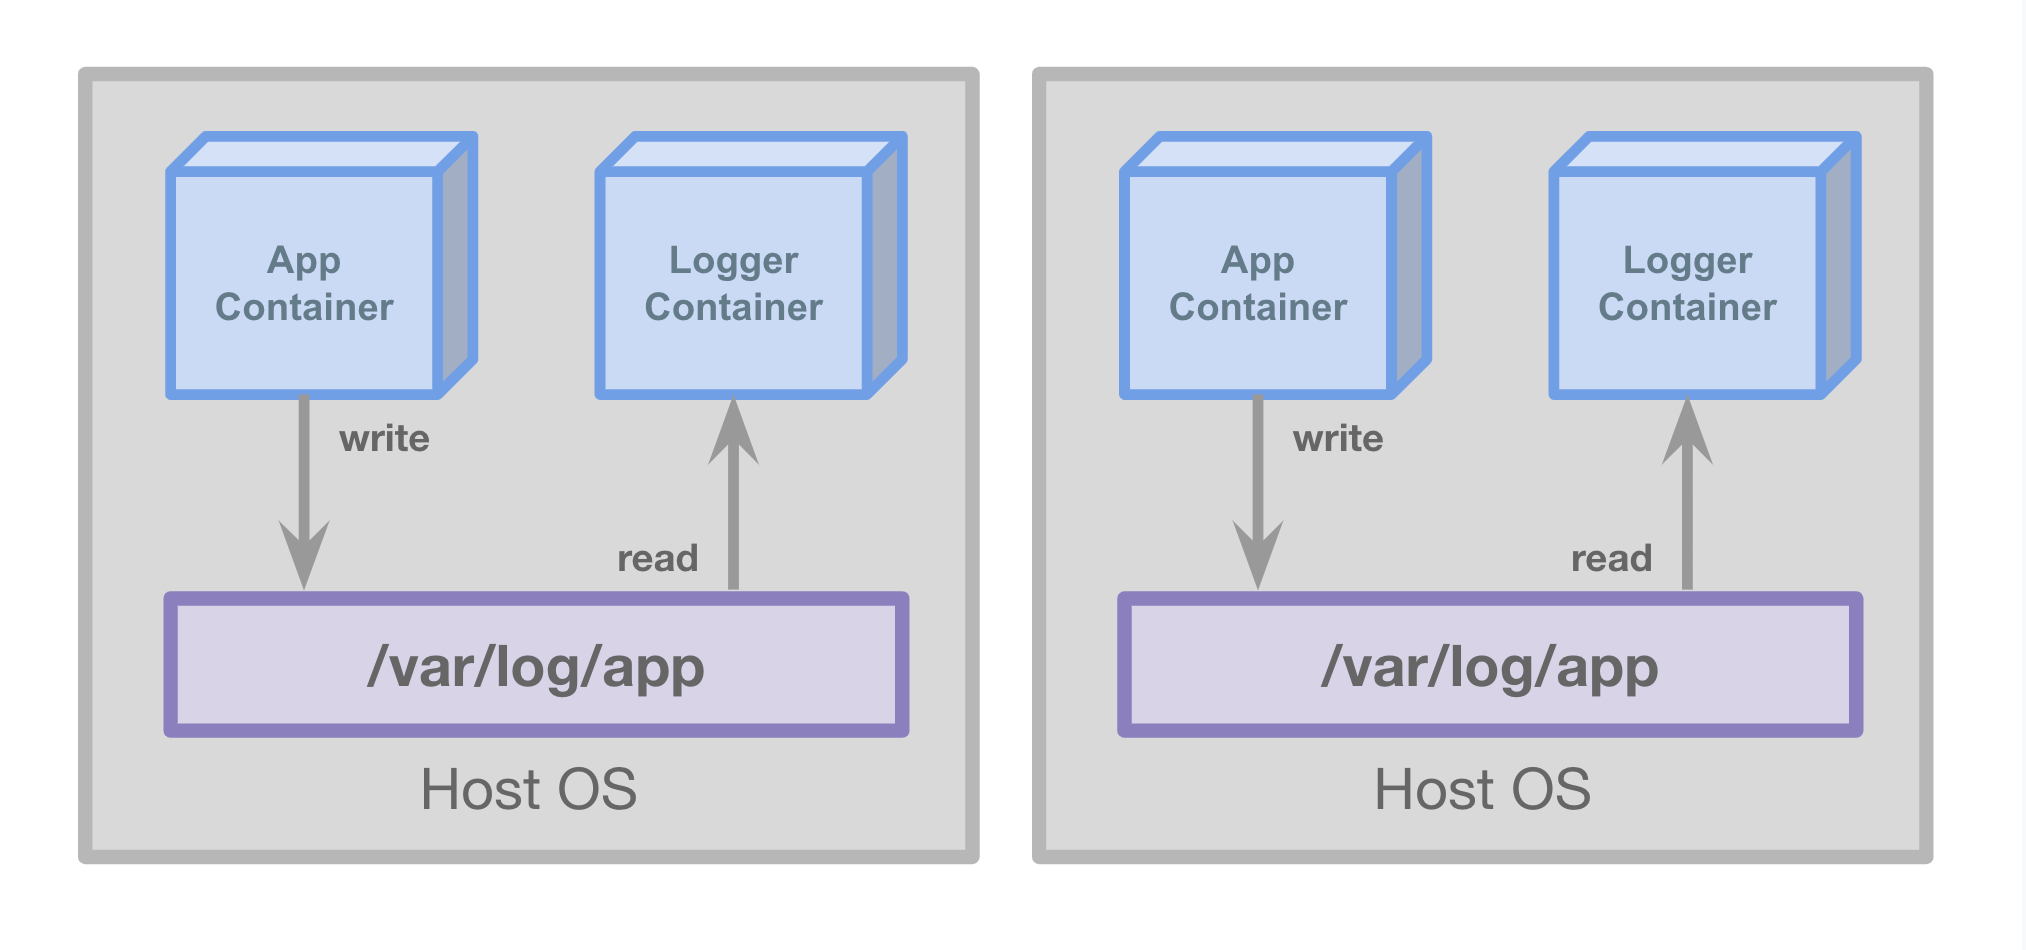 App
Container
Logger
Container
write
read
/var/log/app
Host OS
App
Container
Logger
Container
write
read
/var/log/app
Host OS